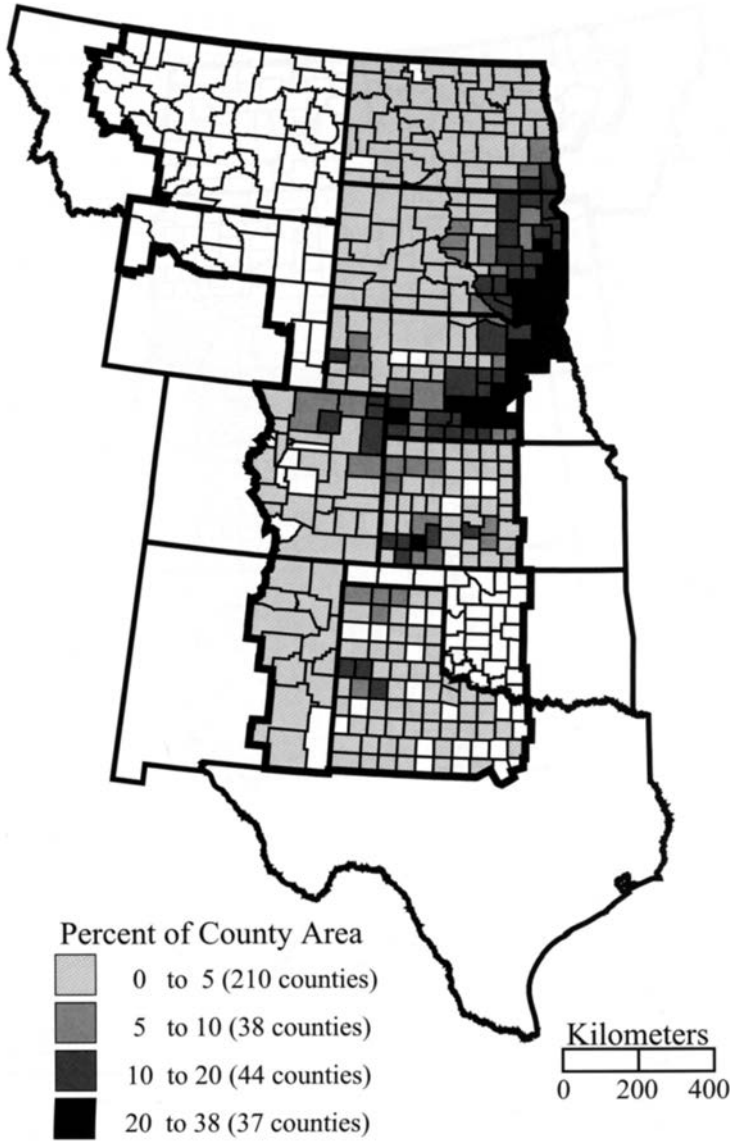 Percent of County Area
0 to 5 (210 counties)
5 to 10 (38 counties)
10 to 20 (44 counties)
20 to 38 (37 counties)
Kilometers
0 200 400